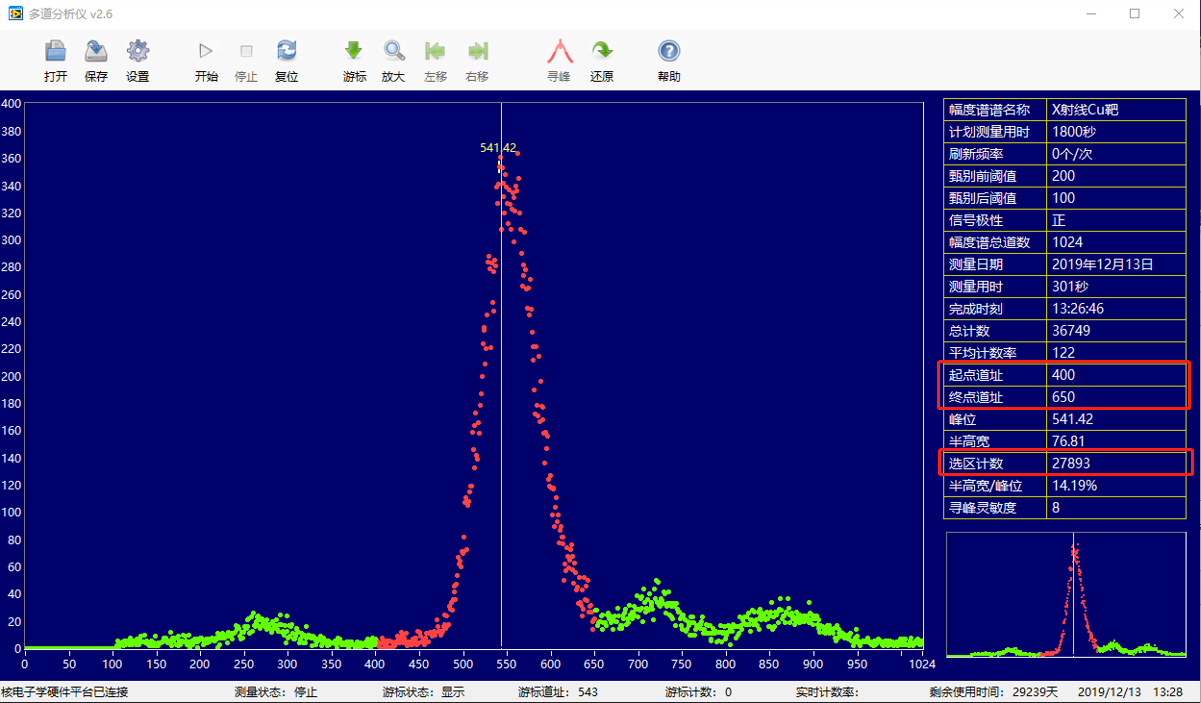 多道分析仪 v2.6
打开 保存 设置 开始 停止 复位 游标 放大 左移 右移 寻峰 还原 帮助
400
380
360
340
320
300
280
260
240
220
200
180
160
140
120
100
80
60
40
20
0
541.42
0 50 100 150 200 250 300 350 400 450 500 550 600 650 700 750 800 850 900 950 1024
幅度谱谱名称 X射线Cu靶
计划测量用时 1800秒
刷新频率 0个/次
甄别前阈值 200
甄别后阈值 100
信号极性 正
幅度谱总道数 1024
测量日期 2019年12月13日
测量用时 301秒
完成时刻 13:26:46
总计数 36749
平均计数率 122
起点道址 400
终点道址 650
峰位 541.42
半高宽 76.81
选区计数 27893
半高宽/峰位 14.19%
寻峰灵敏度 8
核电子学硬件平台已连接 测量状态: 停止 游标状态: 显示 游标道址: 543 游标计数: 0 实时计数率: 剩余使用时间: 29239天 2019/12/13 13:28